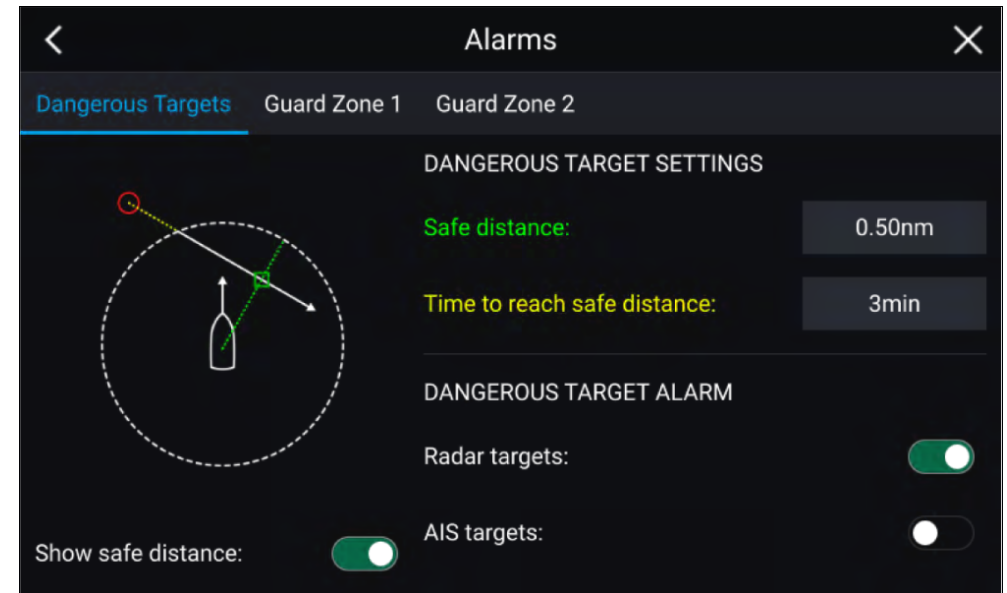 Alarms
Dangerous Targets Guard Zone 1 Guard Zone 2
DANGEROUS TARGET SETTINGS
Safe distance: 0.50nm
Time to reach safe distance: 3min
DANGEROUS TARGET ALARM
Radar targets:
AIS targets:
Show safe distance: